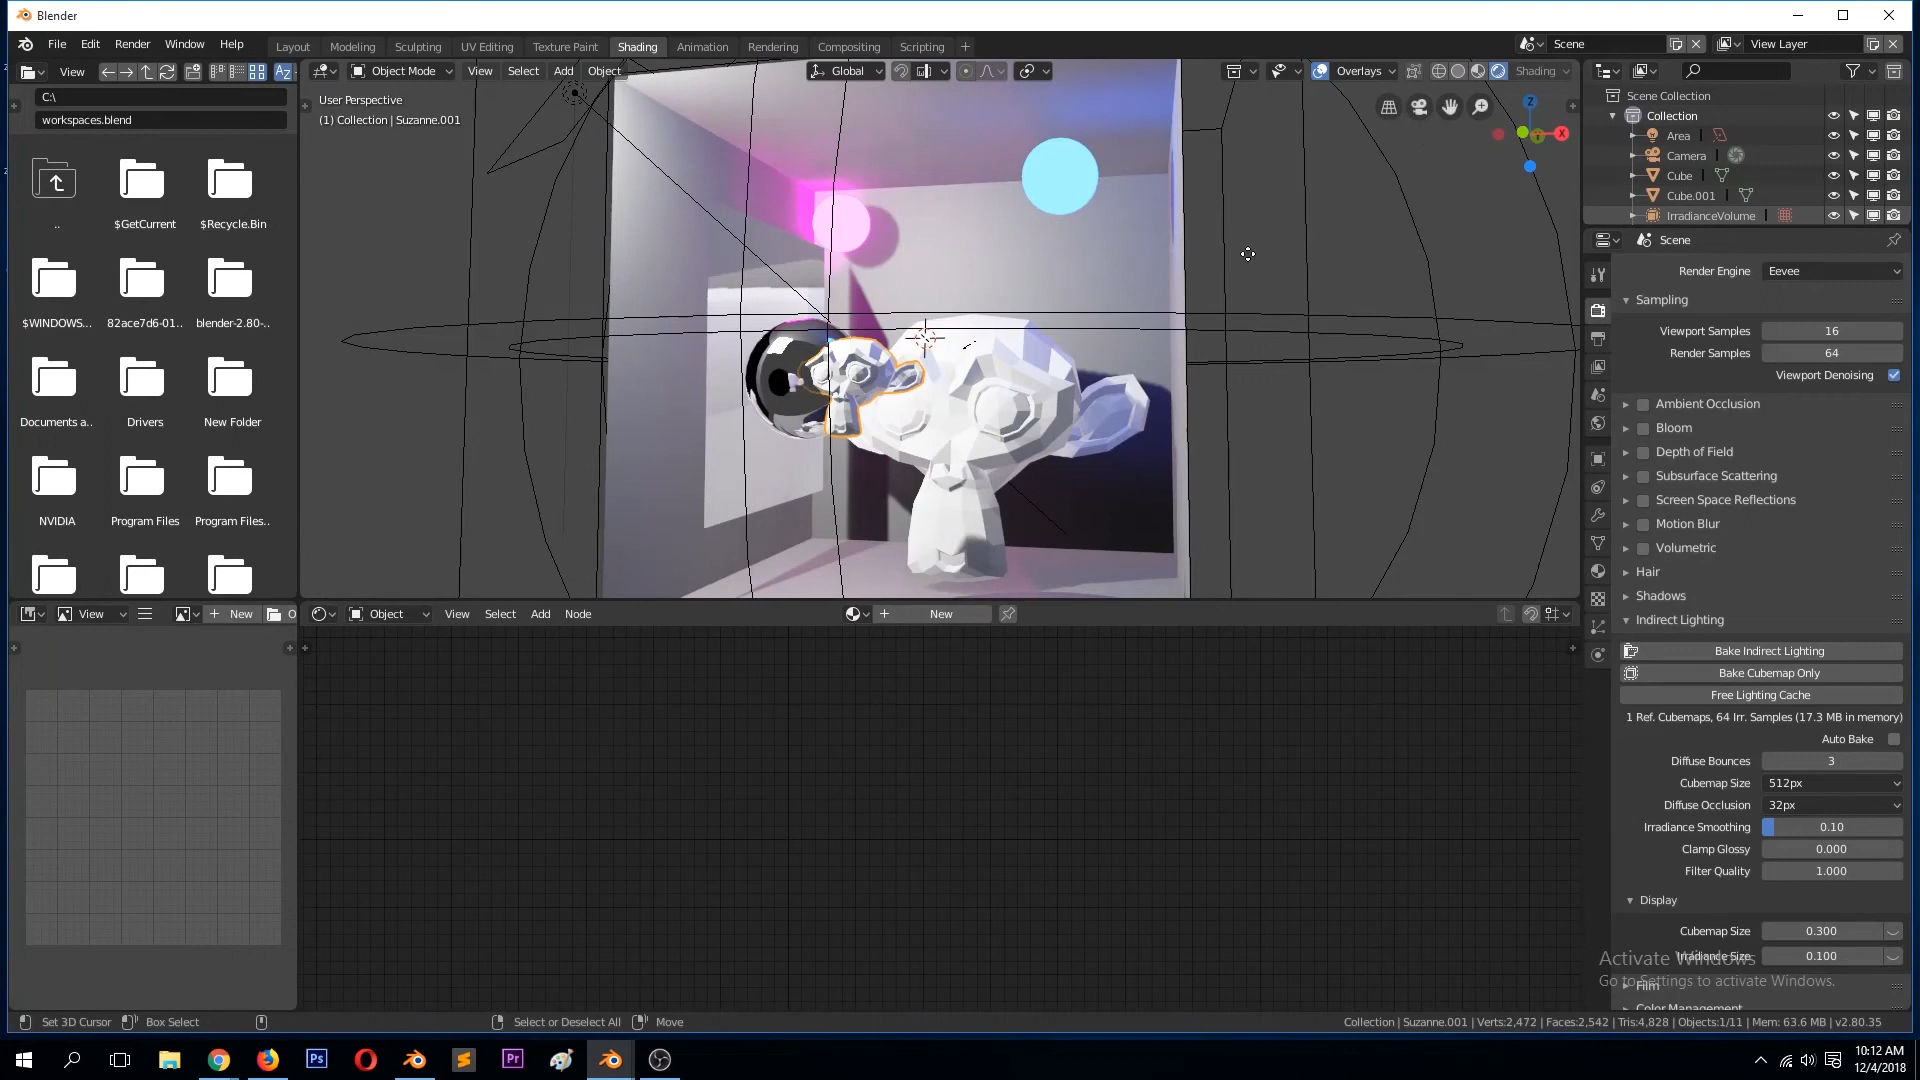 Blender
File Edit Render Window Help
Layout Modeling Sculpting UV Editing Texture Paint Shading Animation Rendering Compositing Scripting +
Scene
View Layer
View
Object Mode View Select Add Object
Global
Overlays
Shading
C:\
workspaces.blend
User Perspective
(1) Collection | Suzanne.001
Z
X
Scene Collection
Collection
Area
Camera
Cube
Cube.001
IrradianceVolume
..
$GetCurrent
$Recycle.Bin
$WINDOWS...
82ace7d6-01..
blender-2.80-..
Documents a..
Drivers
New Folder
NVIDIA
Program Files
Program Files..
Scene
Render Engine Eevee
Sampling
Viewport Samples 16
Render Samples 64
Viewport Denoising
Ambient Occlusion
Bloom
Depth of Field
Subsurface Scattering
Screen Space Reflections
Motion Blur
Volumetric
Hair
Shadows
Indirect Lighting
Bake Indirect Lighting
Bake Cubemap Only
Free Lighting Cache
1 Ref. Cubemaps, 64 Irr. Samples (17.3 MB in memory)
Auto Bake
Diffuse Bounces 3
Cubemap Size 512px
Diffuse Occlusion 32px
Irradiance Smoothing 0.10
Clamp Glossy 0.000
Filter Quality 1.000
Display
Cubemap Size 0.300
Irradiance Size 0.100
Film
Color Management
Activate Windows
Go to Settings to activate Windows.
View
New
O
Object View Select Add Node
New
Set 3D Cursor Box Select Select or Deselect All Move
Collection | Suzanne.001 | Verts:2,472 | Faces:2,542 | Tris:4,828 | Objects:1/11 | Mem: 63.6 MB | v2.80.35
Ps
Pr
10:12 AM
12/4/2018